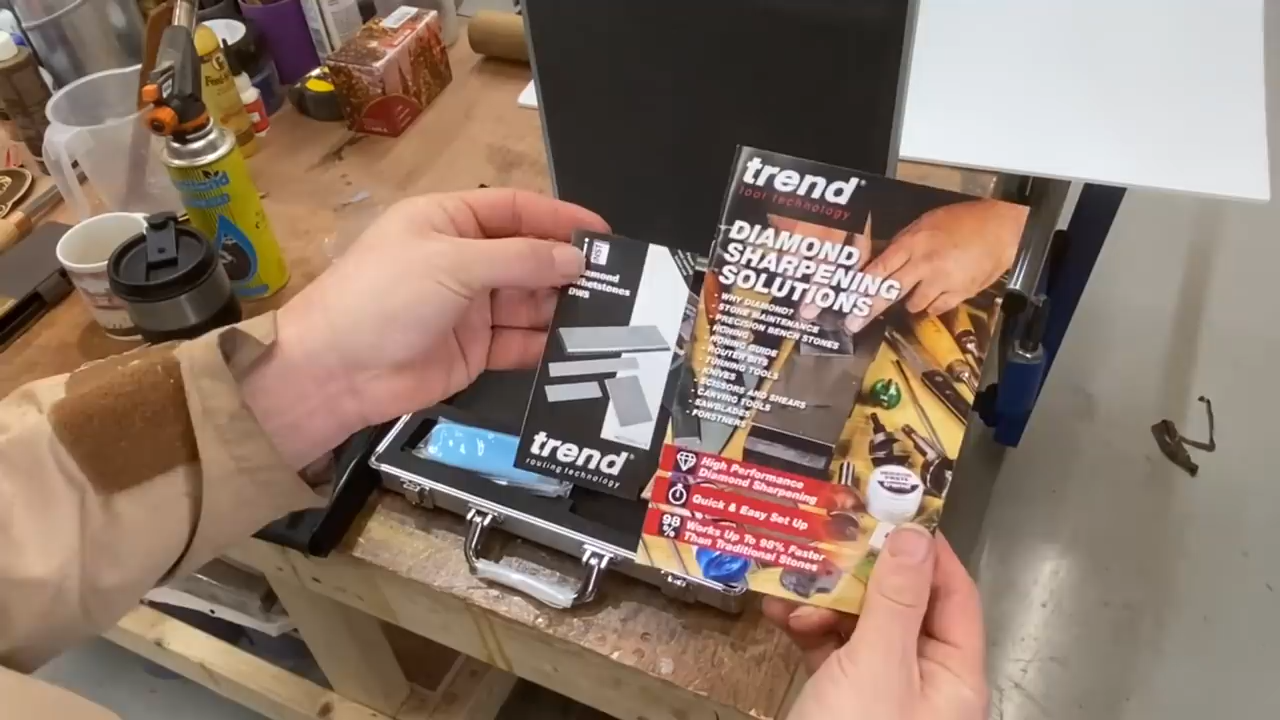 trend
tool technology
DIAMOND
SHARPENING
SOLUTIONS
- WHY DIAMOND?
- STONE MAINTENANCE
- PRECISION BENCH STONES
- HONING
- HONING GUIDE
- ROUTER BITS
- TURNING TOOLS
- KNIVES
- SCISSORS AND SHEARS
- CARVING TOOLS
- SAWBLADES
- FORSTNERS
High Performance
Diamond Sharpening
Quick & Easy Set Up
98
%
Works Up To 98% Faster
Than Traditional Stones
amond
hetstones
DWS
trend
routing technology